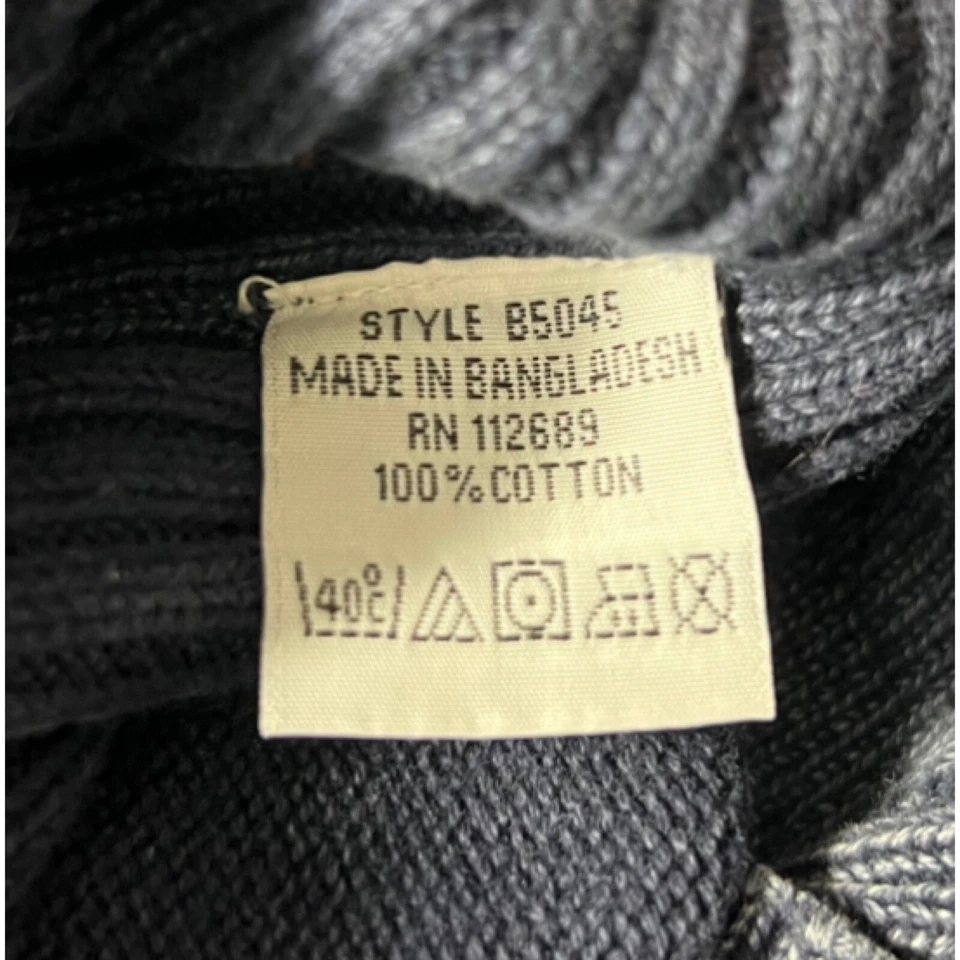 STYLE B5045
MADE IN BANGLADESH
RN 112689
100% COTTON
40°C